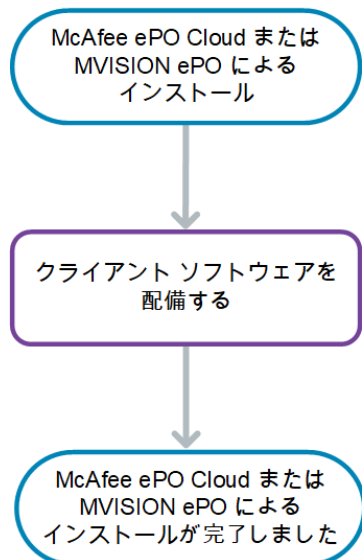 McAfee ePO Cloud または
MVISION ePO による
インストール
クライアント ソフトウェアを
配備する
McAfee ePO Cloud または
MVISION ePO による
インストールが完了しました